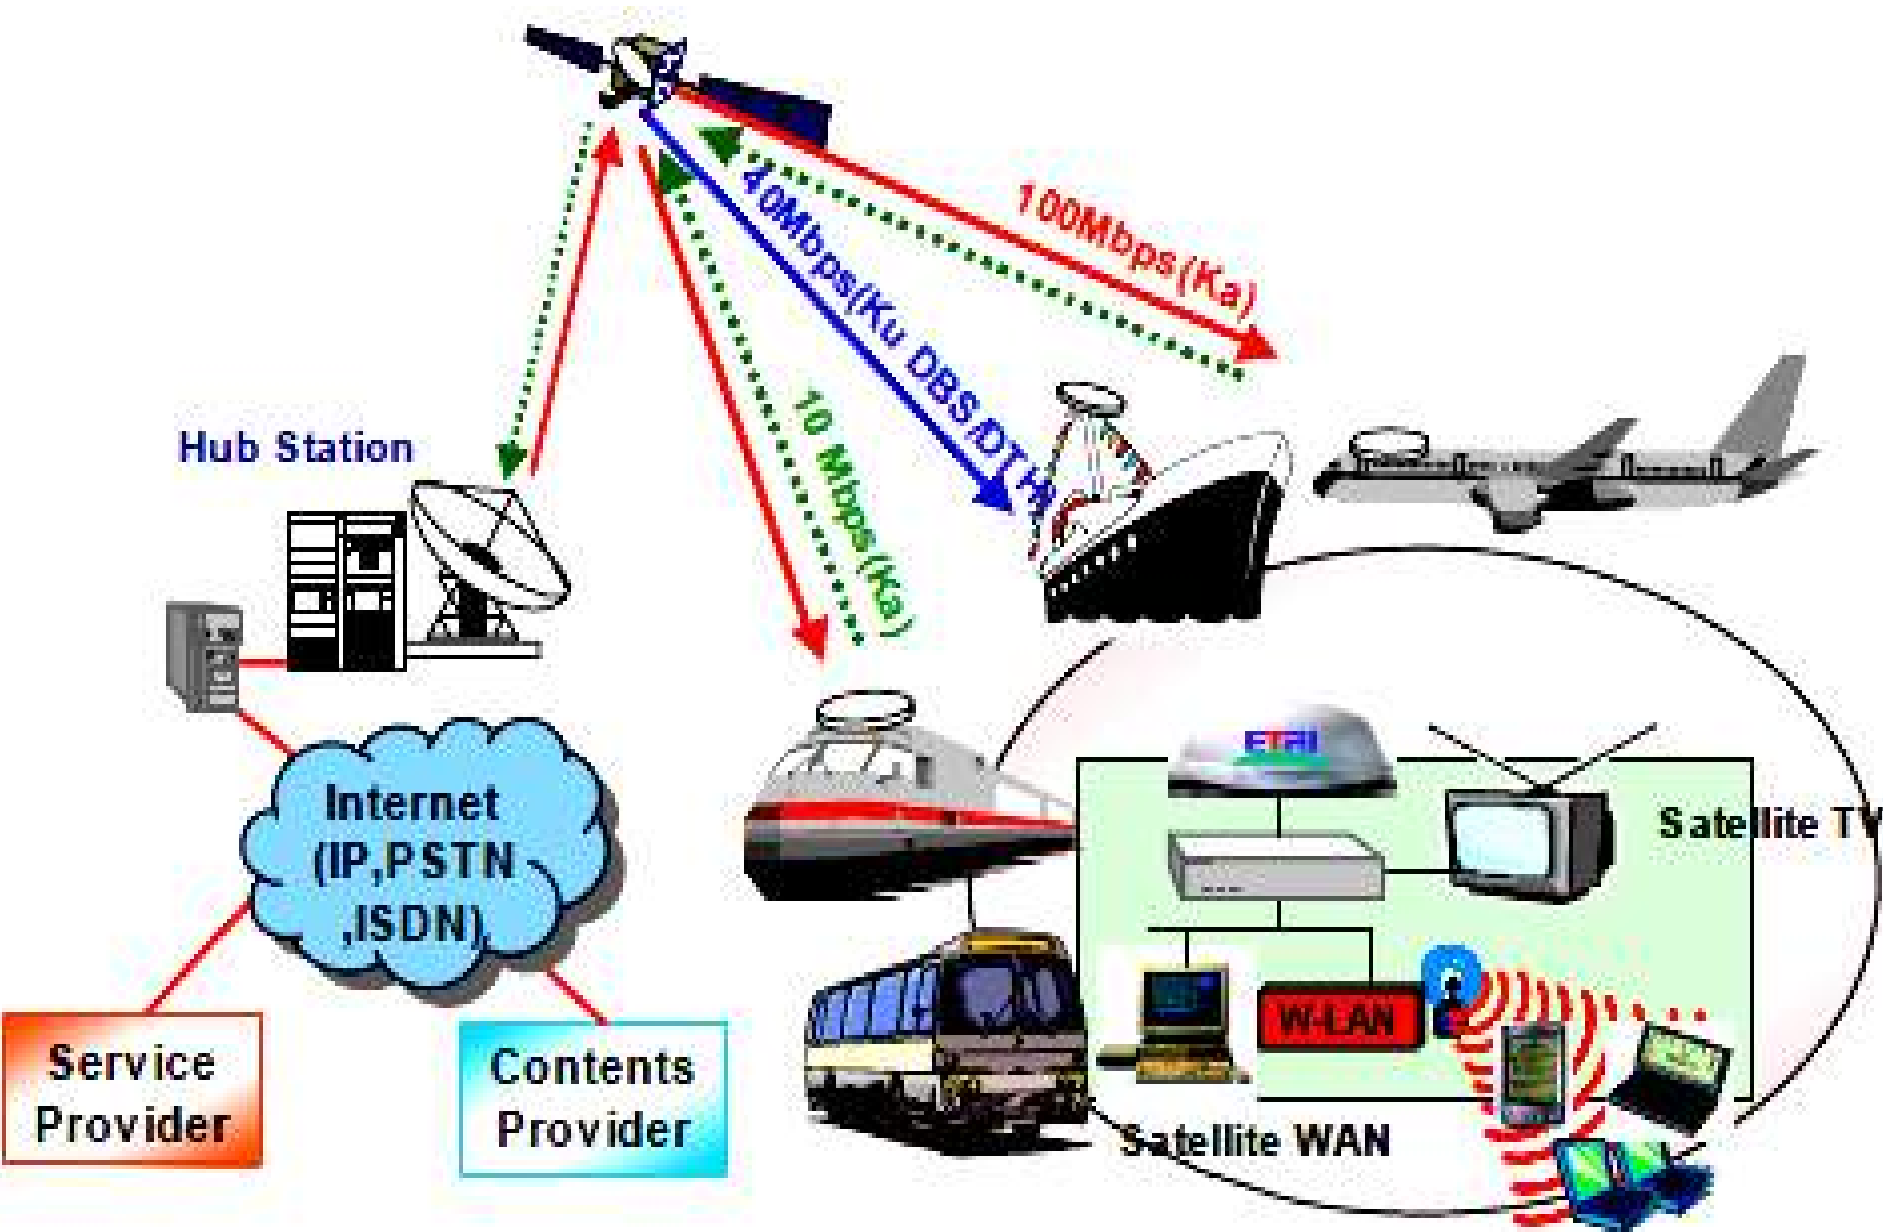 100Mbps(Ka)
40Mbps(Ku DBS/DTH)
10 Mbps(Ka)
Hub Station
Internet
(IP,PSTN
,ISDN)
Service
Provider
Contents
Provider
ETRI
Satellite TV
W-LAN
Satellite WAN